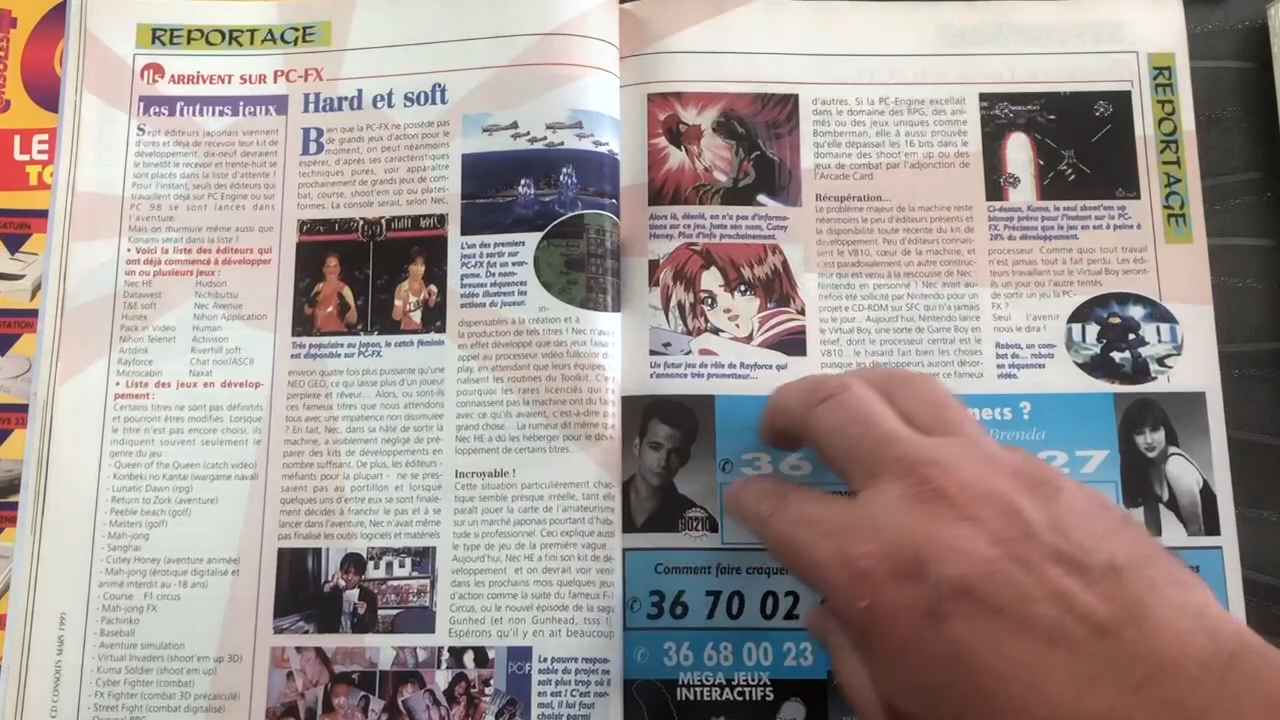 REPORTAGE
Ils ARRIVENT SUR PC-FX
Les futurs jeux
Sept éditeurs japonais viennent
d'ores et déjà de recevoir leur kit de
développement, dix-neuf devraient
bientôt le recevoir et trente-huit se
sont placés dans la liste d'attente !
Pour l'instant, seuls des éditeurs qui
travaillent déjà sur PC Engine ou sur
PC 98 se sont lancés dans
l'aventure.
Mais on murmure même aussi que
Konami serait dans la liste !
• Voici la liste des éditeurs qui
ont déjà commencé à développer
un ou plusieurs jeux :
Nec HE Hudson
Datawest Nichibutsu
T&E soft Nec Avenue
Hunex Nihon Application
Pack in Vidéo Human
Nihon Telenet Activison
Artdink Riverhill soft
Rayforce Chat noir/ASCII
Microcabin Naxat
• Liste des jeux en dévelop-
pement :
Certains titres ne sont pas définitifs
et pourront être modifiés. Lorsque
le titre n'est pas encore choisi, ils
indiquent souvent seulement le
genre du jeu :
- Queen of the Queen (catch vidéo)
- Konbeki no Kantai (wargame naval)
- Lunatic Dawn (rpg)
- Return to Zork (aventure)
- Peeble beach (golf)
- Masters (golf)
- Mah-jong
- Sanghai
- Cutey Honey (aventure animée)
- Mah-jong (érotique digitalisé et
animé interdit au -18 ans)
- Course : F1 circus
- Mah-jong FX
- Pachinko
- Baseball
- Aventure simulation
- Virtual Invaders (shoot'em up 3D)
- Kuma Soldier (shoot'em up)
- Cyber Fighter (combat)
- FX Fighter (combat 3D précalculé)
- Street Fight (combat digitalisé)
CD CONSOLES MARS 1995
Hard et soft
Bien que la PC-FX ne possède pas
de grands jeux d'action pour le
moment, on peut néanmoins
espérer, d'après ses caractéristiques
techniques pures, voir apparaître
prochainement de grands jeux de com-
bat, course, shoot'em up ou plates-
formes. La console serait, selon Nec,
59
Très populaire au Japon, le catch féminin
est disponible sur PC-FX.
environ quatre fois plus puissante qu'une
NEO GEO, ce qui laisse plus d'un joueur
perplexe et rêveur... Alors, ou sont-ils
ces fameux titres que nous attendons
tous avec une impatience non dissimulée
? En fait, Nec, dans sa hâte de sortir la
machine, a visiblement négligé de pré-
parer des kits de développements en
nombre suffisant. De plus, les éditeurs -
méfiants pour la plupart - ne se pres-
saient pas au portillon et lorsque
quelques uns d'entre eux se sont finale-
ment décidés à franchir le pas et à se
lancer dans l'aventure, Nec n'avait même
pas finalisé les outils logiciels et matériels
L'un des premiers
jeux à sortir sur
PC-FX fut un war-
game. De nom-
breuses séquences
vidéo illustrent les
actions du joueur.
in-
dispensables à la création et à
la production de tels titres ! Nec n'avait
en effet développé que des jeux faisant
appel au processeur vidéo fullcolor di
play, en attendant que leurs équipes
nalisent les routines du Toolkit. C'est
pourquoi les rares licenciés qui
connaissent pas la machine ont du faire
avec ce qu'ils avaient, c'est-à-dire pas
grand chose... La rumeur dit même que
Nec HE a dû les héberger pour le déve
loppement de certains titres...
Incroyable !
Cette situation particulièrement chao-
tique semble presque irréelle, tant elle
paraît jouer la carte de l'amateurisme
sur un marché japonais pourtant d'habi
tude si professionnel. Ceci explique aussi
le type de jeu de la première vague...
Aujourd'hui, Nec HE a fini son kit de dé-
veloppement et on devrait voir venir
dans les prochains mois quelques jeux
d'action comme la suite du fameux F-1
Circus, ou le nouvel épisode de la saga
Gunhed (et non Gunhead, tsss !).
Espérons qu'il y en ait beaucoup
PCF
Le pauvre respon-
sable du projet ne
sait plus trop où il
en est ! C'est nor-
mal, il lui faut
choisir parmi
Alors là, désolé, on n'a pas d'informa-
tions sur ce jeu. Juste son nom, Cutey
Honey. Plus d'info prochainement.
Un futur jeu de rôle de Rayforce qui
s'annonce très prometteur...
d'autres. Si la PC-Engine excellait
dans le domaine des RPG, des ani-
més ou des jeux uniques comme
Bomberman, elle à aussi prouvée
qu'elle dépassait les 16 bits dans le
domaine des shoot'em up ou des
jeux de combat par l'adjonction de
l'Arcade Card.
Récupération...
Le problème majeur de la machine reste
néanmoins le peu d'éditeurs présents et
la disponibilité toute récente du kit de
développement. Peu d'éditeurs connais-
sent le V810, cœur de la machine, et
c'est paradoxalement un autre construc-
teur qui est venu à la rescousse de Nec :
Nintendo en personne ! Nec avait au-
trefois été sollicité par Nintendo pour un
projet e CD-ROM sur SFC qui n'a jamais
vu le jour... Aujourd'hui, Nintendo lance
le Virtual Boy, une sorte de Game Boy en
relief, dont le processeur central est le
V810 : le hasard fait bien les choses
puisque les développeurs auront désor-
er ce fameux
Ci-dessus, Kuma, le seul shoot'em up
bitmap prévu pour l'instant sur la PC-
FX. Précisons que le jeu en est à peine à
20% du développement.
processeur. Comme quoi tout travail
n'est jamais tout à fait perdu. Les édi-
teurs travaillant sur le Virtual Boy seront-
ils un jour ou l'autre tentés
de sortir un jeu la PC-
FX ?
Seul l'avenir
nous le dira !
Robots, un com-
bat de... robots
en séquences
vidéo.
REPORTAGE
mecs ?
Brenda
36
27
90210
Comment faire craquer
36 70 02
36 68 00 23
MEGA JEUX
INTERACTIFS